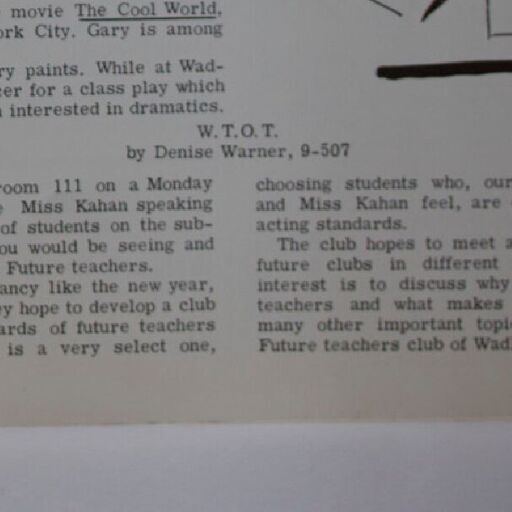 movie The Cool World,
ork City. Gary is among
ry paints. While at Wad-
cer for a class play which
interested in dramatics.
W.T.O.T.
by Denise Warner, 9-507
room 111 on a Monday
Miss Kahan speaking
of students on the sub-
ou would be seeing and
Future teachers.
ancy like the new year,
ey hope to develop a club
ards of future teachers
is a very select one,
choosing students who, our
and Miss Kahan feel, are
acting standards.
The club hopes to meet a
future clubs in different
interest is to discuss why
teachers and what makes
many other important topi
Future teachers club of Wad